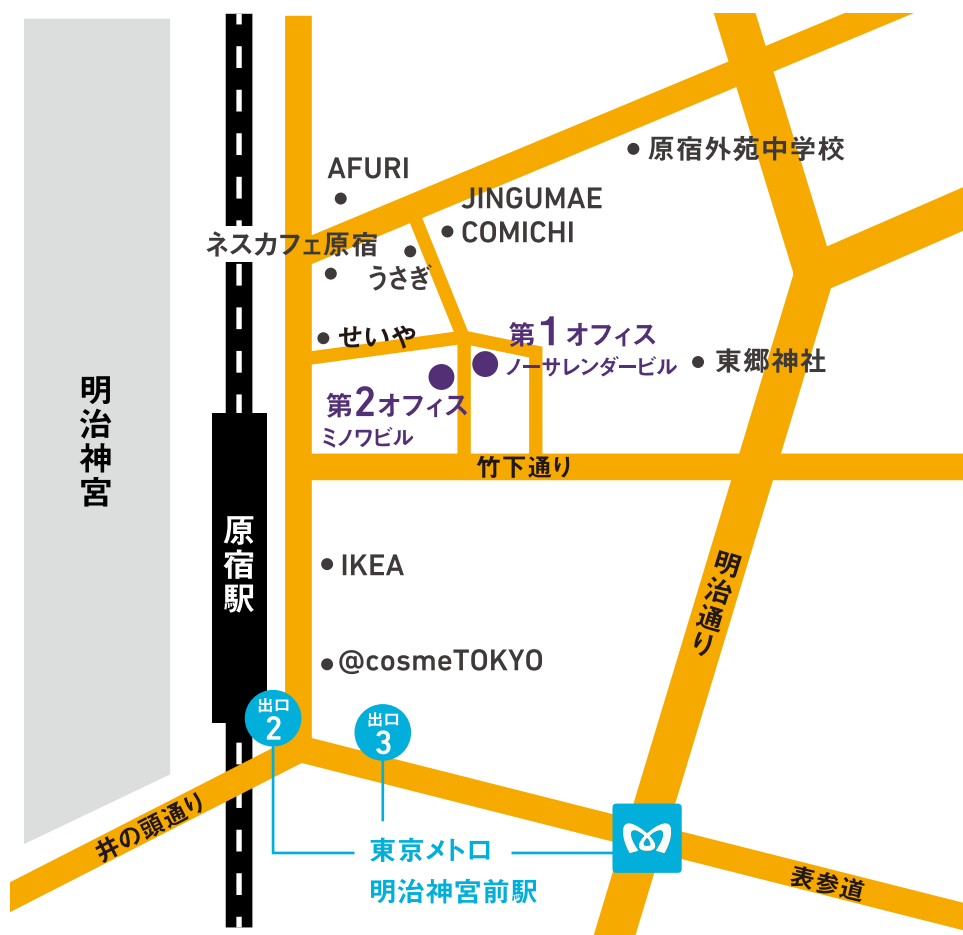 原宿外苑中学校
AFURI
JINGUMAE
COMICHI
ネスカフェ原宿
うさぎ
せいや
第1オフィス
ノーサレンダービル
東郷神社
第2オフィス
ミノワビル
明治神宮
竹下通り
原宿駅
IKEA
明治通り
@cosmeTOKYO
出口
2
出口
3
井の頭通り
東京メトロ
明治神宮前駅
表参道